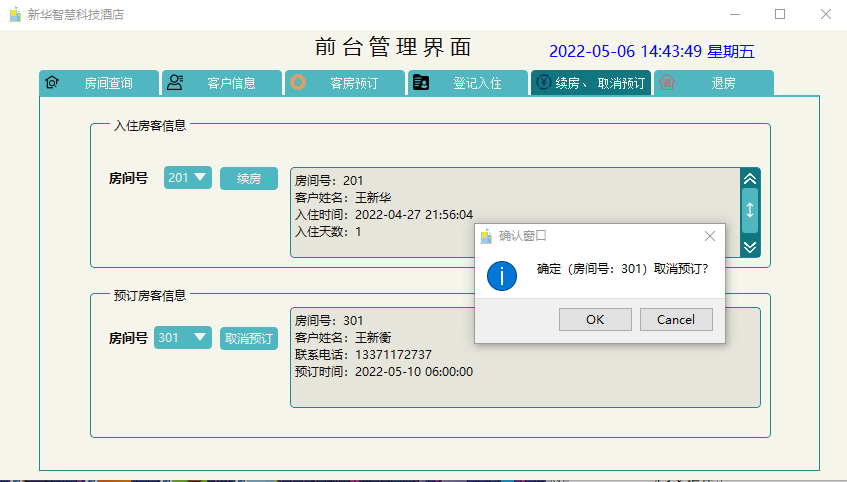 新华智慧科技酒店
前台管理界面
2022-05-06 14:43:49 星期五
房间查询 客户信息 客房预订 登记入住 续房、取消预订 退房
入住房客信息
房间号 201 续房
房间号：201
客户姓名：王新华
入住时间：2022-04-27 21:56:04
入住天数：1
确认窗口
确定（房间号：301）取消预订？
OK Cancel
预订房客信息
房间号 301 取消预订
房间号：301
客户姓名：王新衡
联系电话：13371172737
预订时间：2022-05-10 06:00:00